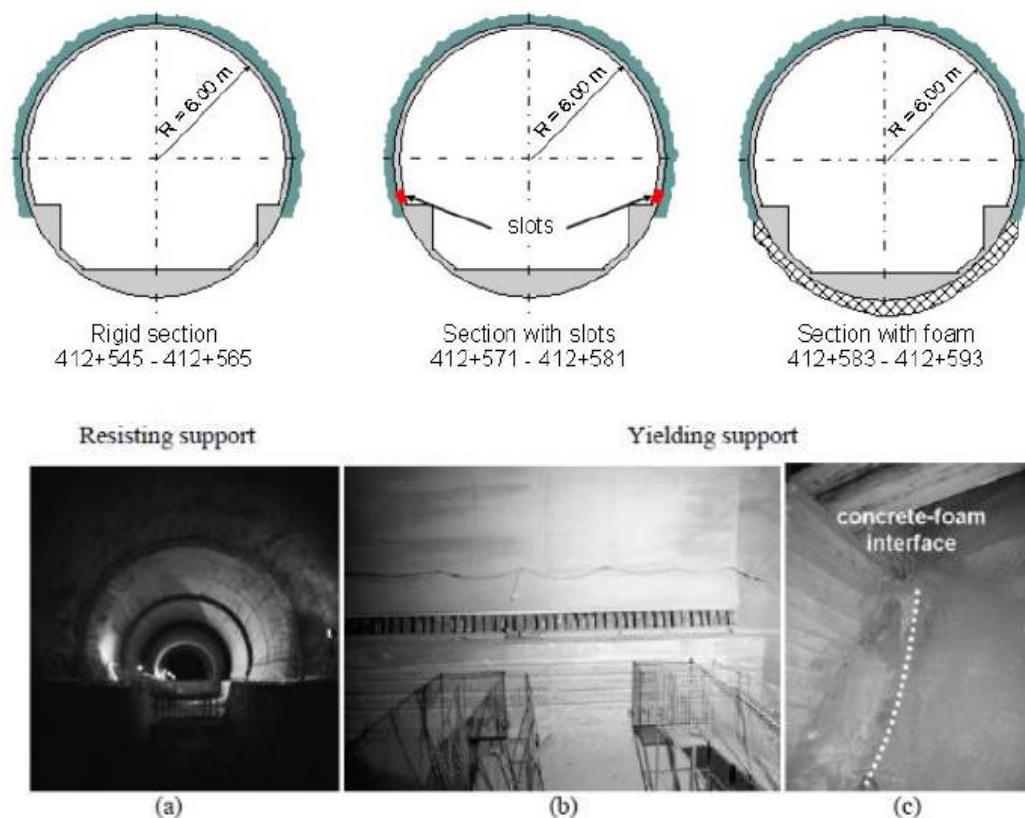 R = 6.00 m
R = 6.00 m
R = 6.00 m
slots
Rigid section
412+545 - 412+565
Section with slots
412+571 - 412+581
Section with foam
412+583 - 412+593
Resisting support
Yielding support
concrete-foam
interface
(a)
(b)
(c)